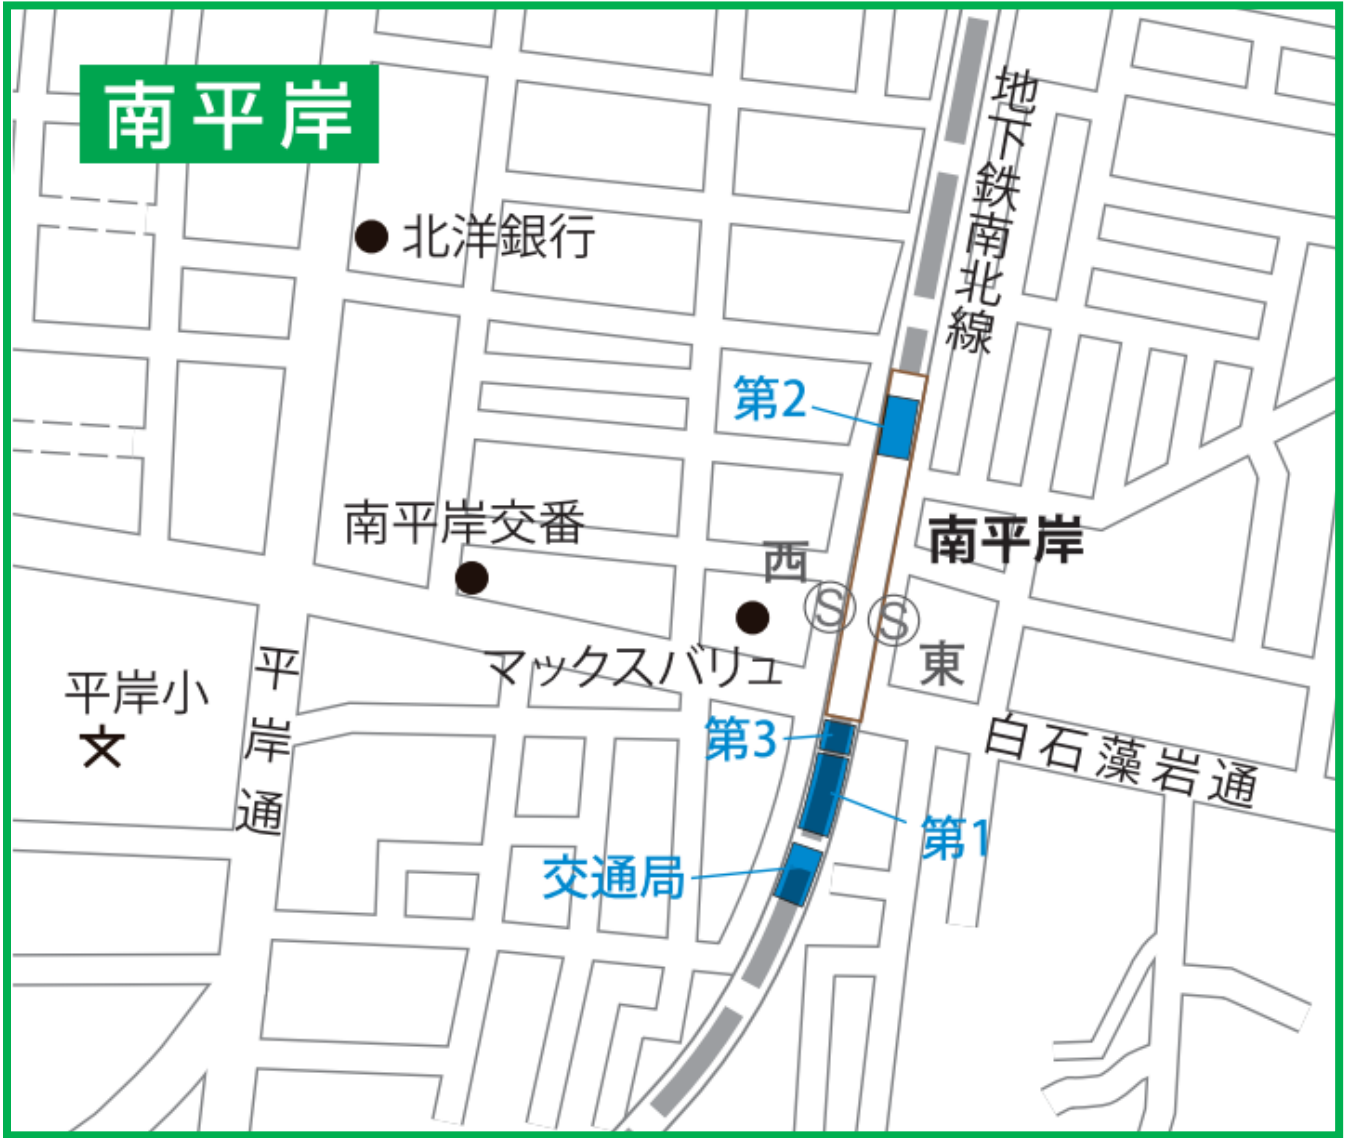 南平岸
地下鉄南北線
北洋銀行
第2
南平岸交番
南平岸
西
Ⓢ
Ⓢ
東
マックスバリュ
平岸小
文
平岸通
第3
白石藻岩通
第1
交通局